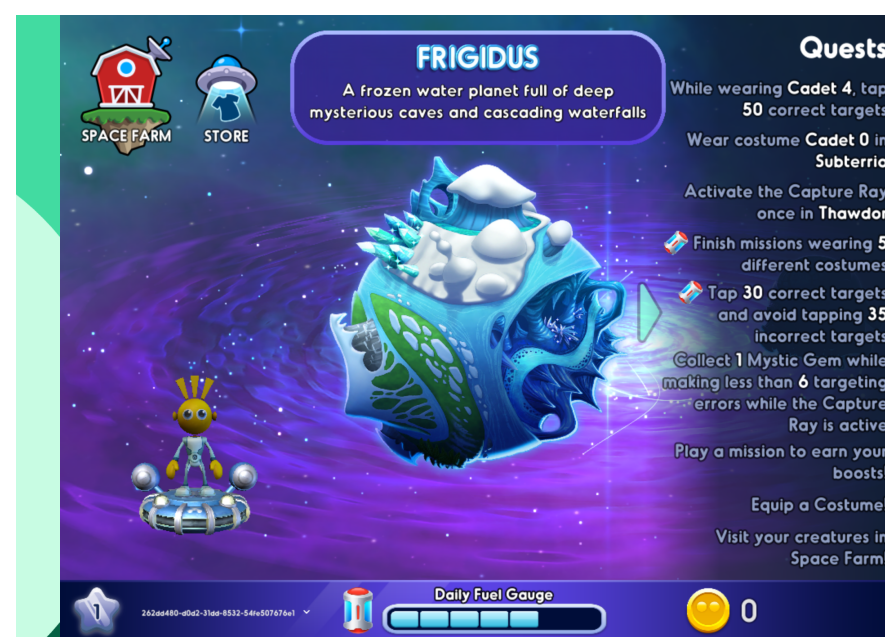 FRIGIDUS
A frozen water planet full of deep
mysterious caves and cascading waterfalls
SPACE FARM
STORE
Quests
While wearing Cadet 4, tap
50 correct targets
Wear costume Cadet 0 in
Subterrio
Activate the Capture Ray
once in Thawdor
Finish missions wearing 5
different costumes
Tap 30 correct targets
and avoid tapping 35
incorrect targets
Collect 1 Mystic Gem while
making less than 6 targeting
errors while the Capture
Ray is active
Play a mission to earn your
boosts
Equip a Costume
Visit your creatures in
Space Farm
1
262dd480-d0d2-31dd-8532-54fe507676e1
Daily Fuel Gauge
0